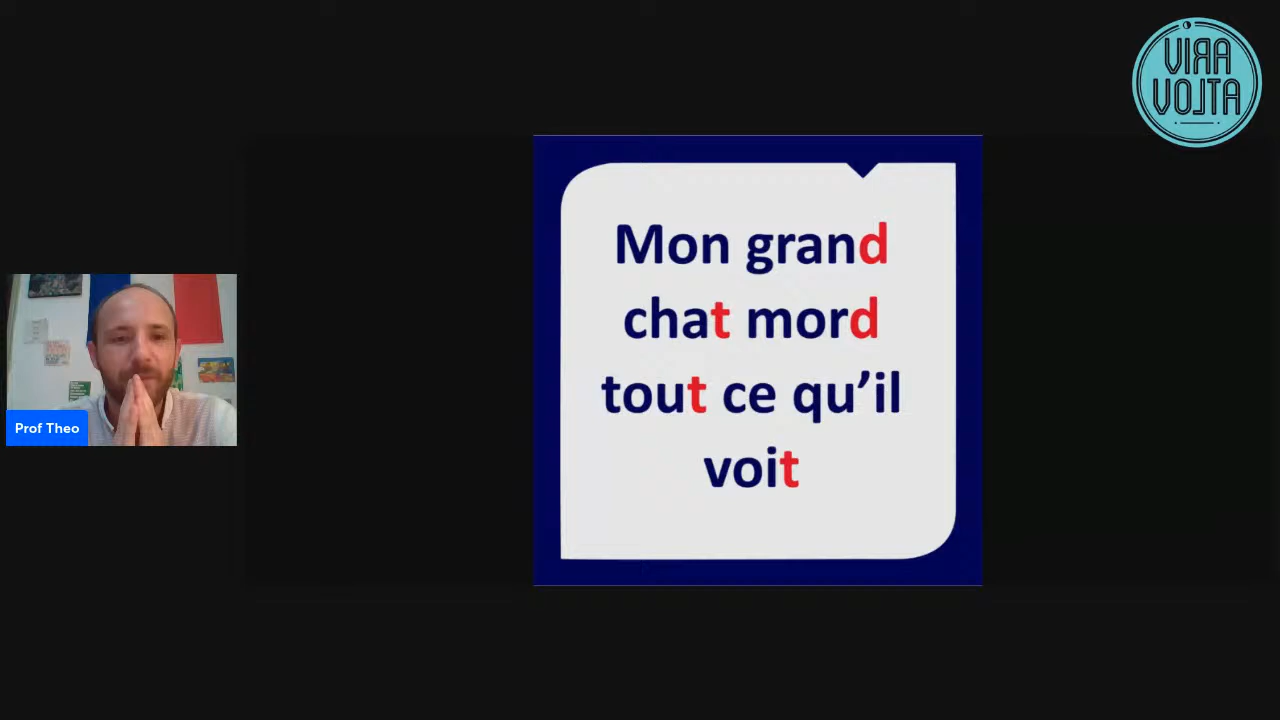 VIRA
VOLTA
Mon grand
chat mord
tout ce qu’il
voit
Prof Theo